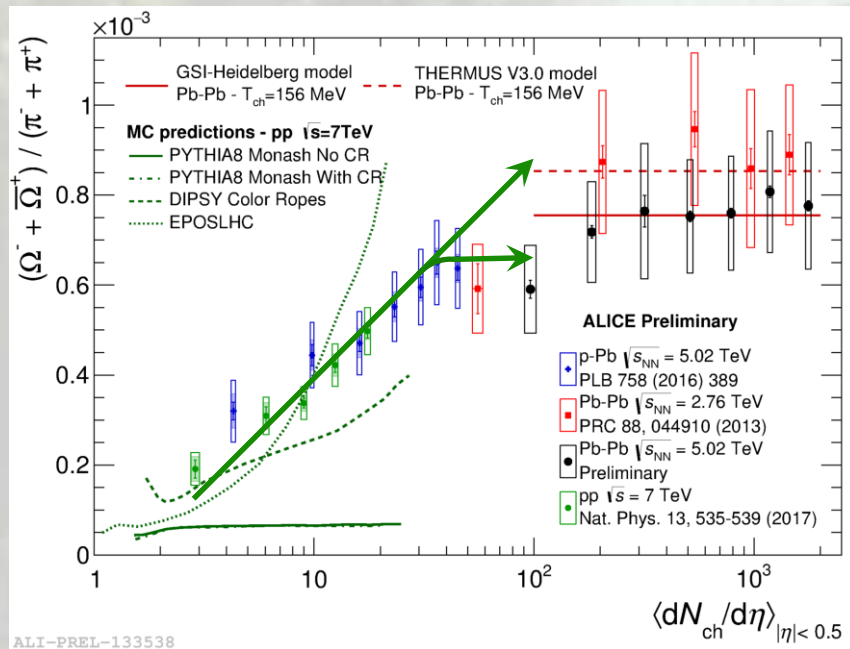 ×10⁻³
(Ω⁻ + Ω̅⁺) / (π⁻ + π⁺)
GSI-Heidelberg model
Pb-Pb - T_ch=156 MeV
THERMUS V3.0 model
Pb-Pb - T_ch=156 MeV
MC predictions - pp √s=7TeV
PYTHIA8 Monash No CR
PYTHIA8 Monash With CR
DIPSY Color Ropes
EPOSLHC
1
0.8
0.6
0.4
0.2
0
ALICE Preliminary
p-Pb √s_NN = 5.02 TeV
PLB 758 (2016) 389
Pb-Pb √s_NN = 2.76 TeV
PRC 88, 044910 (2013)
Pb-Pb √s_NN = 5.02 TeV
Preliminary
pp √s = 7 TeV
Nat. Phys. 13, 535-539 (2017)
1 10 10² 10³
⟨dN_ch/dη⟩_|η|< 0.5
ALI-PREL-133538